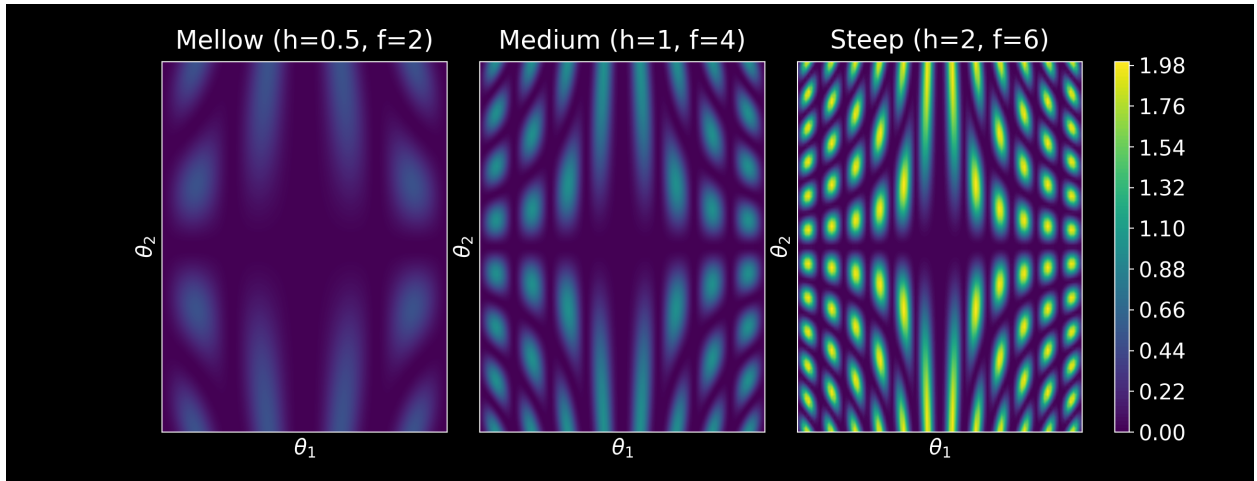 Mellow (h=0.5, f=2)
Medium (h=1, f=4)
Steep (h=2, f=6)
θ₂
θ₂
θ₂
θ₁
θ₁
θ₁
1.98
1.76
1.54
1.32
1.10
0.88
0.66
0.44
0.22
0.00